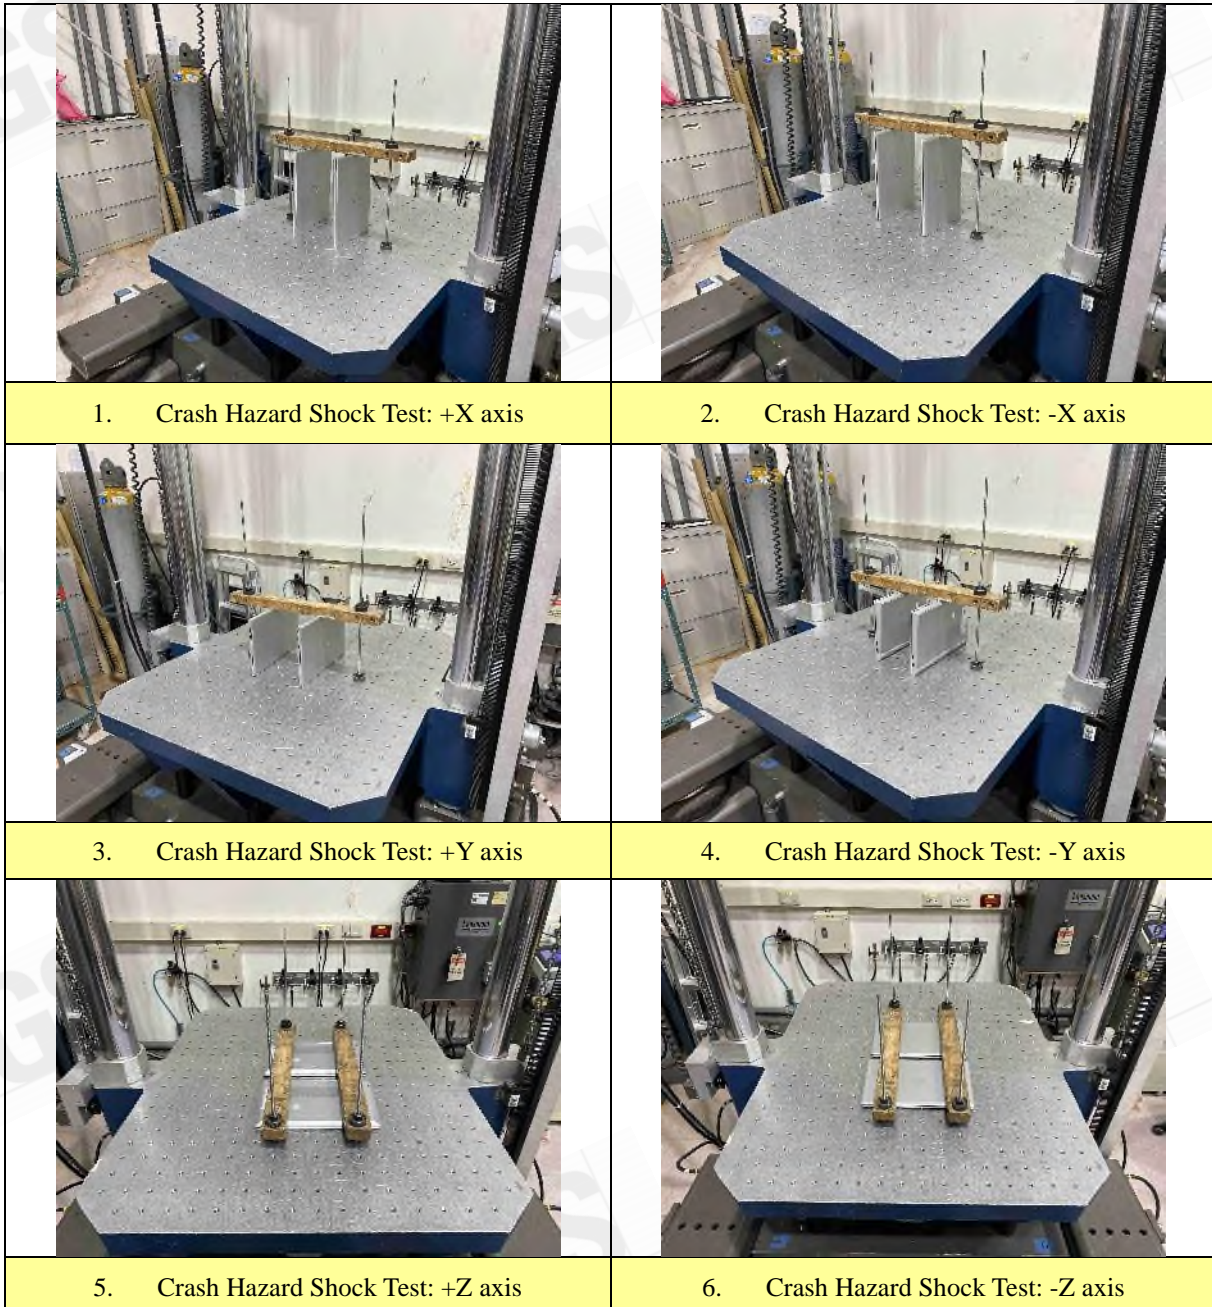 1. Crash Hazard Shock Test: +X axis
2. Crash Hazard Shock Test: -X axis
3. Crash Hazard Shock Test: +Y axis
4. Crash Hazard Shock Test: -Y axis
5. Crash Hazard Shock Test: +Z axis
6. Crash Hazard Shock Test: -Z axis